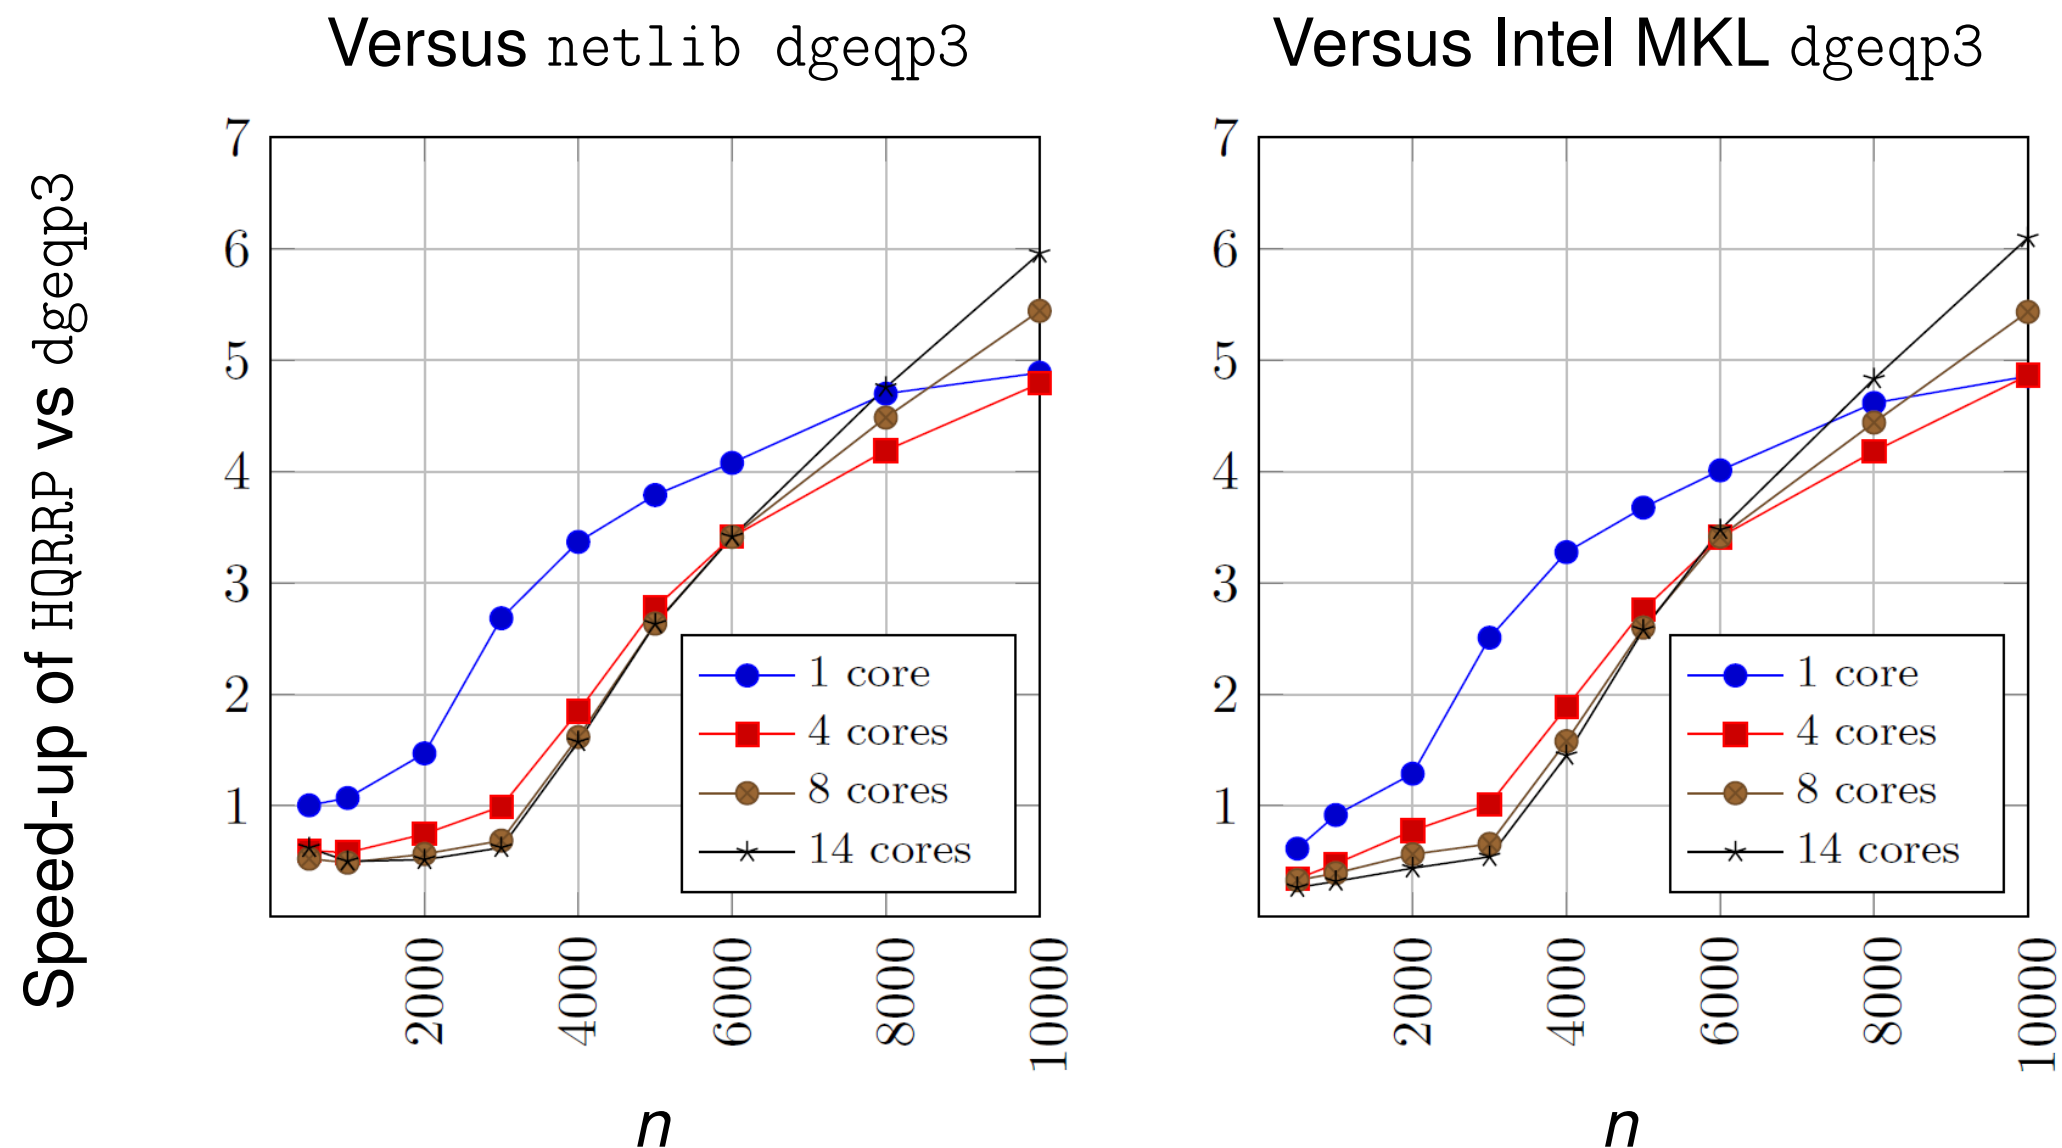 Versus netlib dgeqp3
Versus Intel MKL dgeqp3
Speed-up of HQRRP vs dgeqp3
7
6
5
4
3
2
1
1 core
4 cores
8 cores
14 cores
2000
4000
6000
8000
10000
n
7
6
5
4
3
2
1
1 core
4 cores
8 cores
14 cores
2000
4000
6000
8000
10000
n